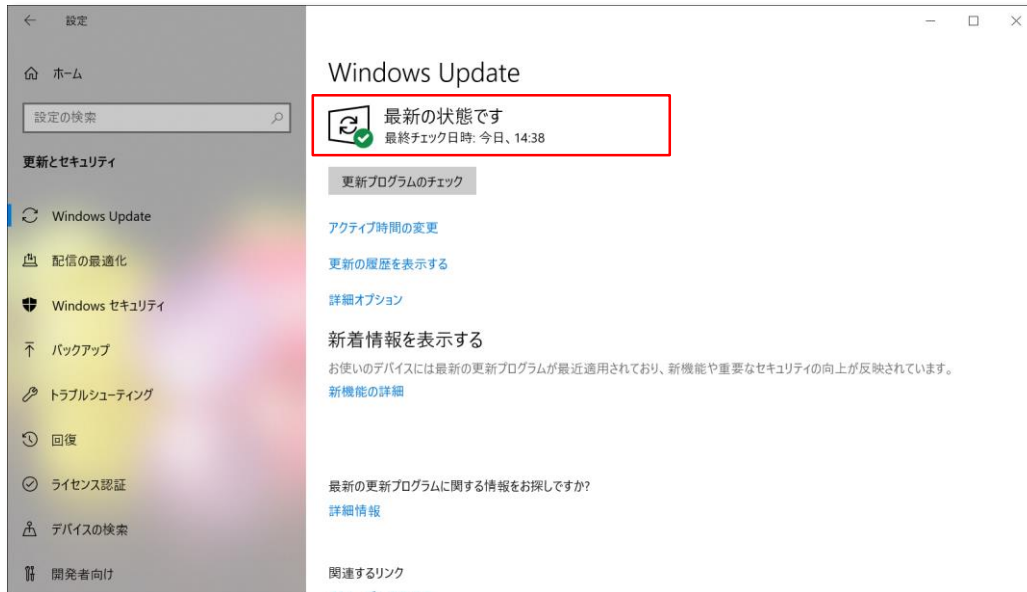 設定
ホーム
設定の検索
更新とセキュリティ
Windows Update
配信の最適化
Windows セキュリティ
バックアップ
トラブルシューティング
回復
ライセンス認証
デバイスの検索
開発者向け
Windows Update
最新の状態です
最終チェック日時: 今日、14:38
更新プログラムのチェック
アクティブ時間の変更
更新の履歴を表示する
詳細オプション
新着情報を表示する
お使いのデバイスには最新の更新プログラムが最近適用されており、新機能や重要なセキュリティの向上が反映されています。
新機能の詳細
最新の更新プログラムに関する情報をお探しですか?
詳細情報
関連するリンク